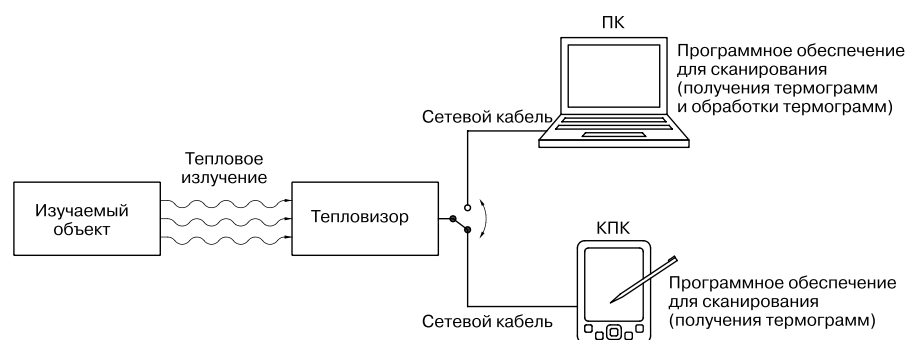 ПК
Программное обеспечение
для сканирования
(получения термограмм
и обработки термограмм)
Сетевой кабель
Тепловое
излучение
Изучаемый
объект
Тепловизор
КПК
Программное обеспечение
для сканирования
(получения термограмм)
Сетевой кабель